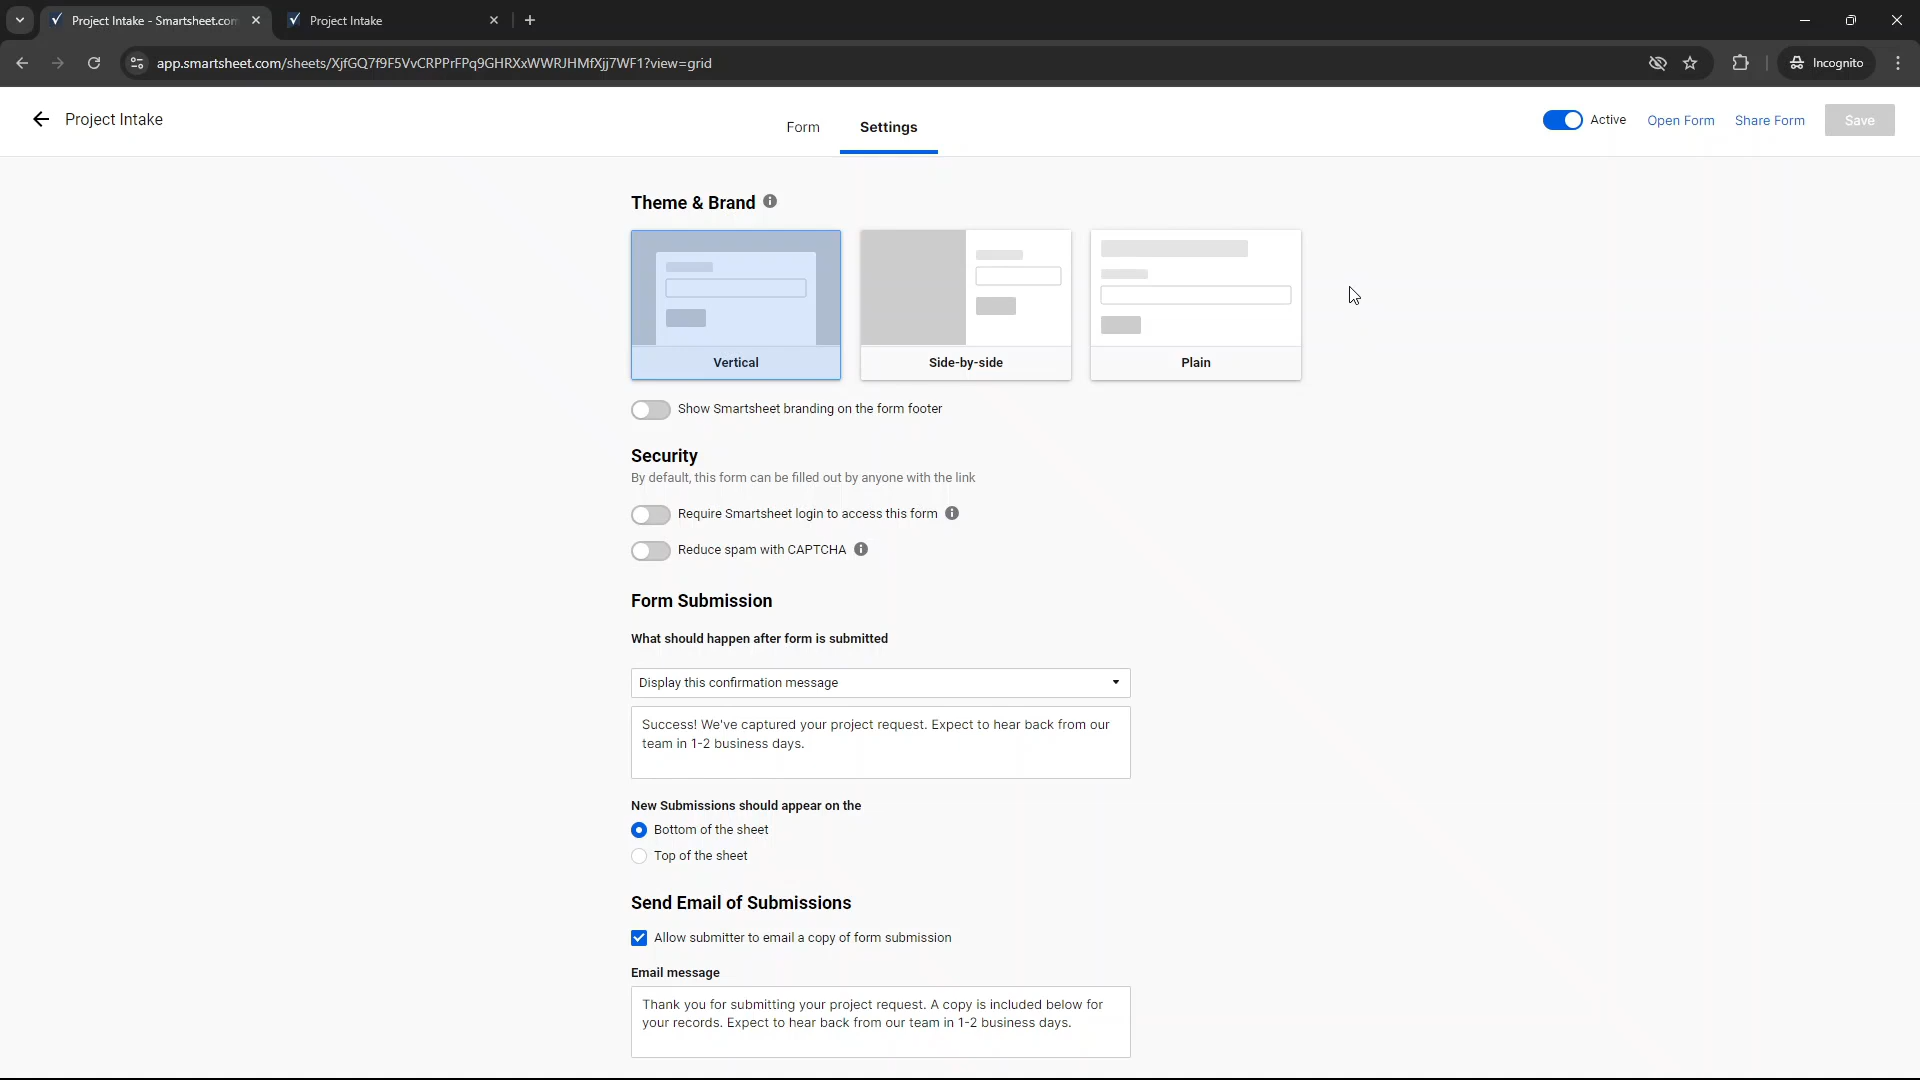 Project Intake - Smartsheet.com
Project Intake
app.smartsheet.com/sheets/XjfGQ7f9F5VvCRPPrFPq9GHRXxWWRJHMfXjj7WF1?view=grid
Incognito
Project Intake
Form
Settings
Active
Open Form
Share Form
Save
Theme & Brand
Vertical
Side-by-side
Plain
Show Smartsheet branding on the form footer
Security
By default, this form can be filled out by anyone with the link
Require Smartsheet login to access this form
Reduce spam with CAPTCHA
Form Submission
What should happen after form is submitted
Display this confirmation message
Success! We've captured your project request. Expect to hear back from our
team in 1-2 business days.
New Submissions should appear on the
Bottom of the sheet
Top of the sheet
Send Email of Submissions
Allow submitter to email a copy of form submission
Email message
Thank you for submitting your project request. A copy is included below for
your records. Expect to hear back from our team in 1-2 business days.